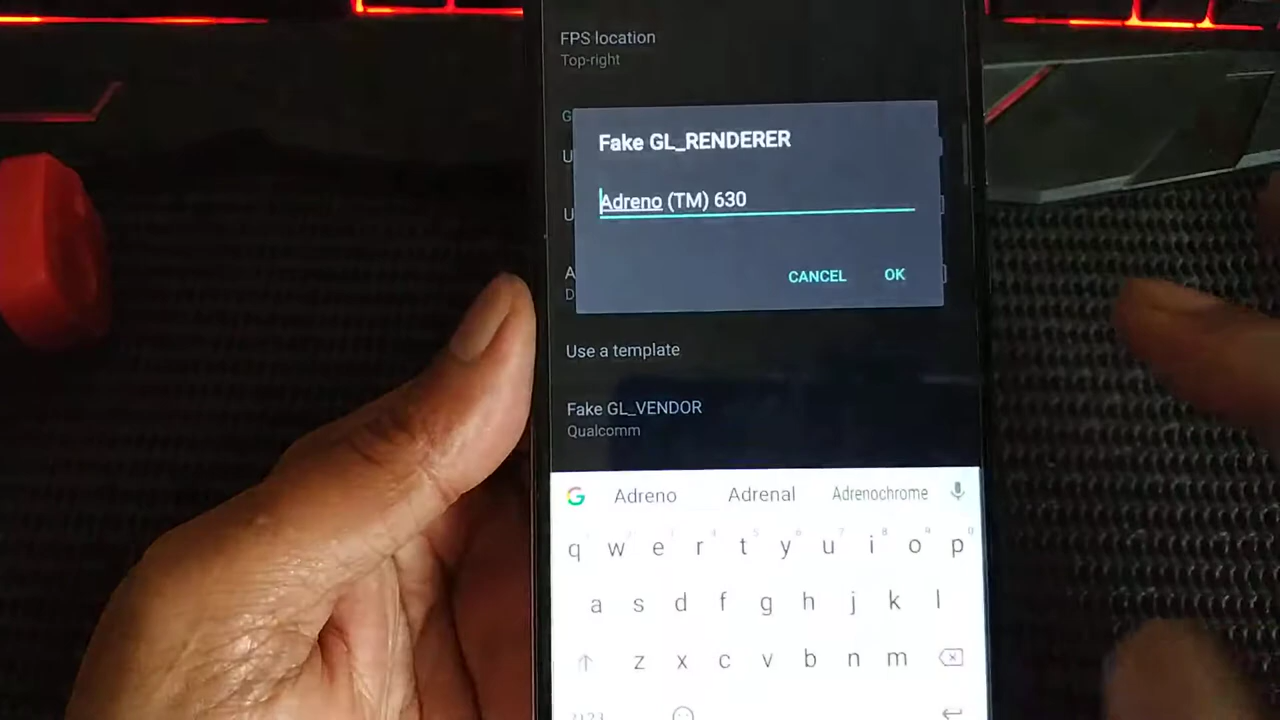 FPS location
Top-right
G
U
Fake GL_RENDERER
Adreno (TM) 630
U
A
D
CANCEL OK
Use a template
Fake GL_VENDOR
Qualcomm
G Adreno Adrenal Adrenochrome
q w e r t y u i o p
a s d f g h j k l
z x c v b n m
?123